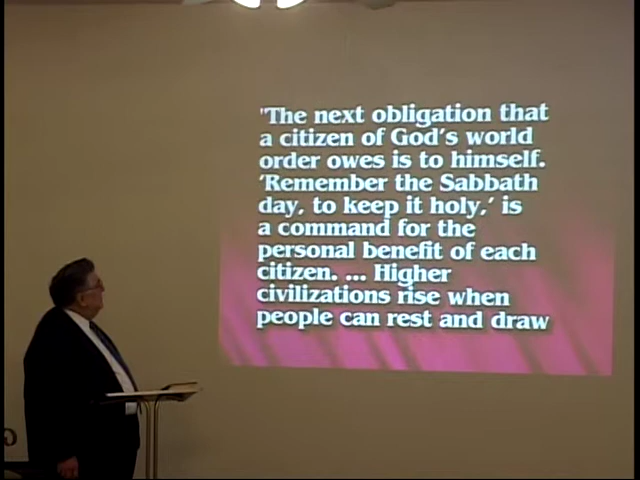 "The next obligation that
a citizen of God's world
order owes is to himself.
'Remember the Sabbath
day, to keep it holy,' is
a command for the
personal benefit of each
citizen. ... Higher
civilizations rise when
people can rest and draw